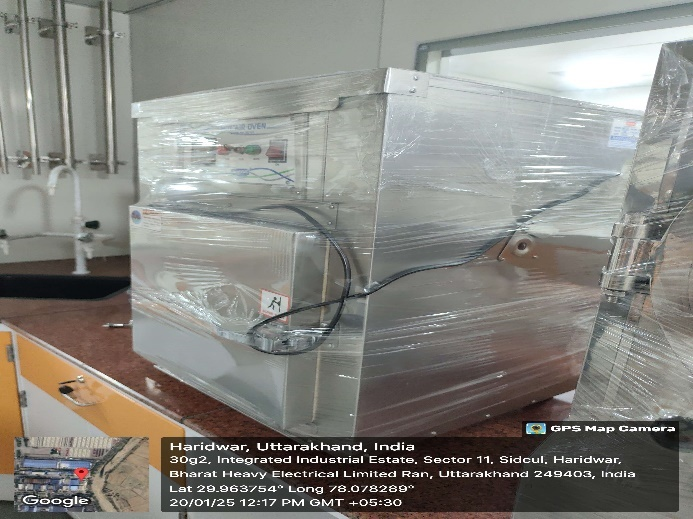 OVEN
GPS Map Camera
Haridwar, Uttarakhand, India
30g2, Integrated Industrial Estate, Sector 11, Sidcul, Haridwar,
Bharat Heavy Electrical Limited Ran, Uttarakhand 249403, India
Lat 29.963754° Long 78.078289°
20/01/25 12:17 PM GMT +05:30
Google